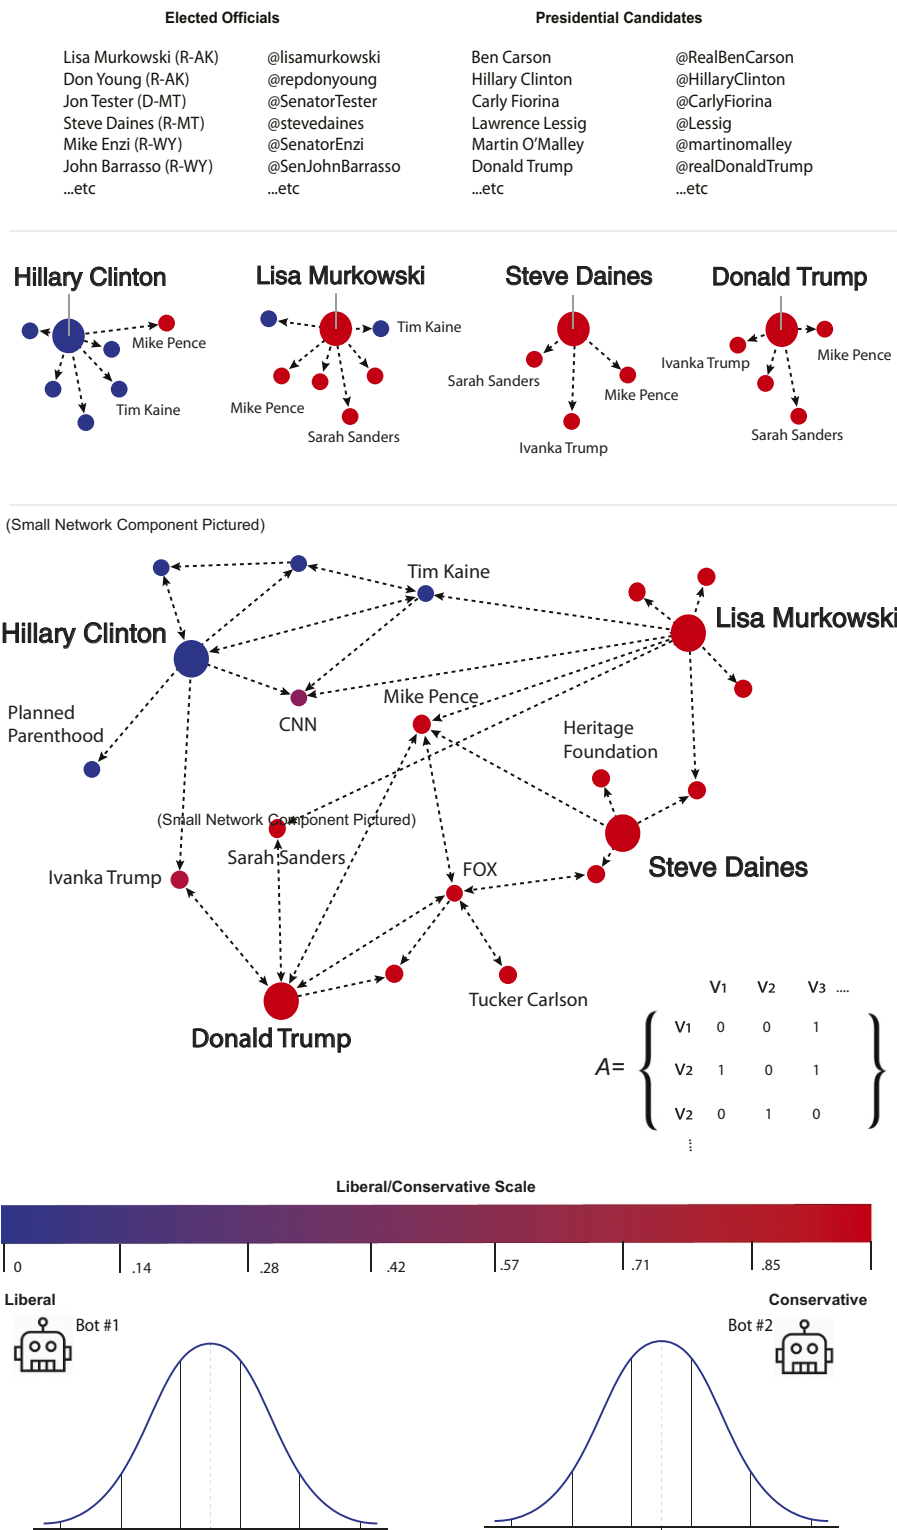 Elected Officials
Presidential Candidates
Lisa Murkowski (R-AK) @lisamurkowski Ben Carson @RealBenCarson
Don Young (R-AK) @repdonyoung Hillary Clinton @HillaryClinton
Jon Tester (D-MT) @SenatorTester Carly Fiorina @CarlyFiorina
Steve Daines (R-MT) @stevedaines Lawrence Lessig @Lessig
Mike Enzi (R-WY) @SenatorEnzi Martin O'Malley @martinomalley
John Barrasso (R-WY) @SenJohnBarrasso Donald Trump @realDonaldTrump
...etc ...etc ...etc ...etc
Hillary Clinton
Mike Pence
Tim Kaine
Lisa Murkowski
Tim Kaine
Mike Pence
Sarah Sanders
Steve Daines
Sarah Sanders
Mike Pence
Ivanka Trump
Donald Trump
Ivanka Trump
Mike Pence
Sarah Sanders
(Small Network Component Pictured)
Tim Kaine
Lisa Murkowski
Hillary Clinton
Mike Pence
Planned
Parenthood
CNN
Heritage
Foundation
(Small Network Component Pictured)
Sarah Sanders
Ivanka Trump
FOX
Steve Daines
Tucker Carlson
Donald Trump
V1 V2 V3 ....
V1 0 0 1
A= V2 1 0 1
V2 0 1 0
Liberal/Conservative Scale
0 .14 .28 .42 .57 .71 .85
Liberal
Conservative
Bot #1
Bot #2